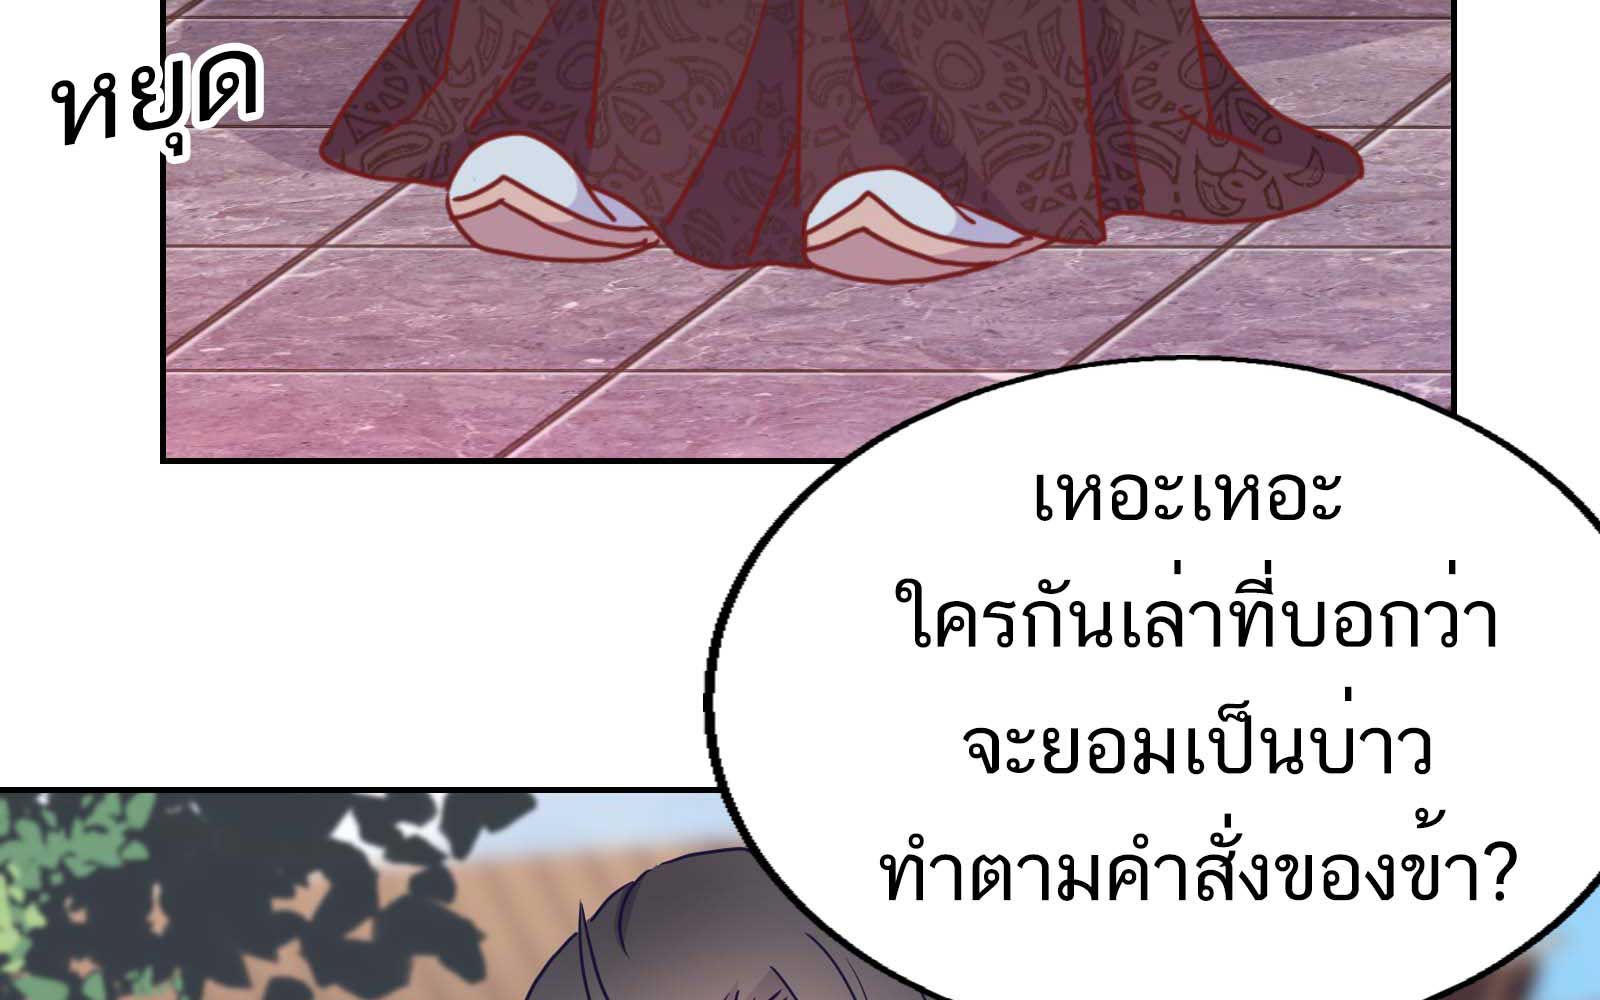 หยุด
เหอะเหอะ
ใครกันเล่าที่บอกว่า
จะยอมเป็นบ่าว
ทำตามคำสั่งของข้า?